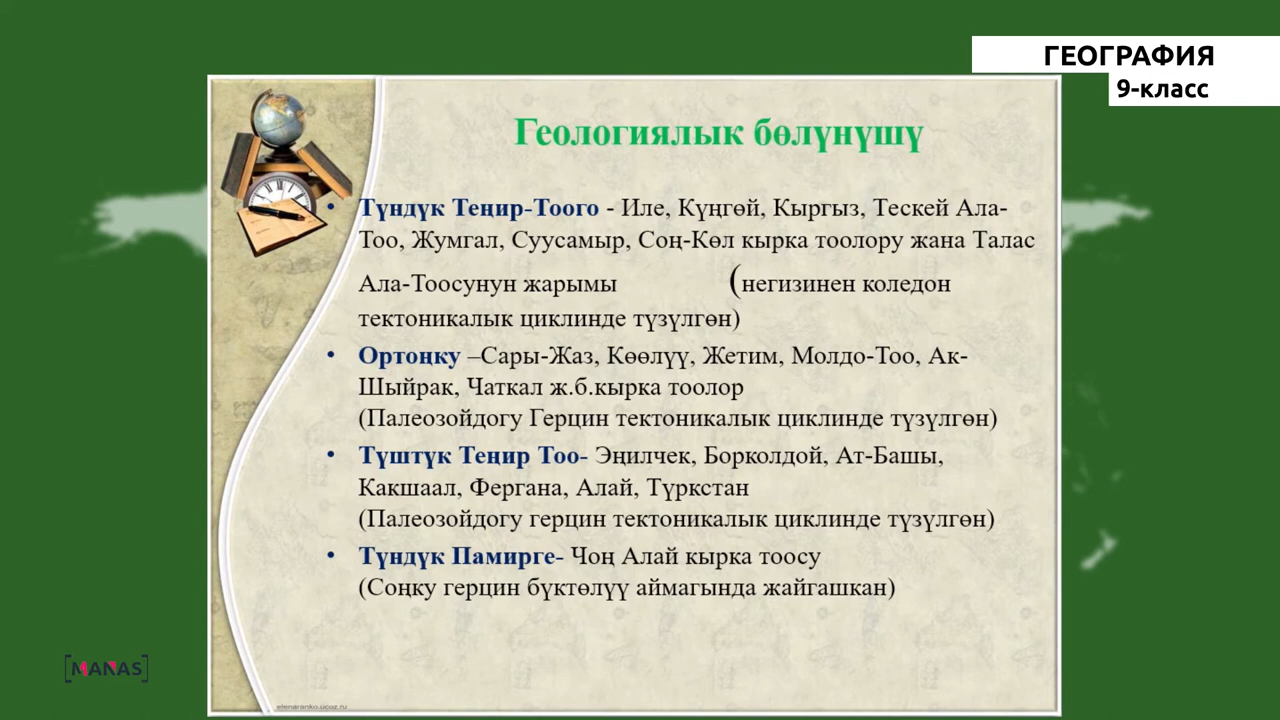 ГЕОГРАФИЯ
9-класс
Геологиялык бөлүнүшү
• Түндүк Теңир-Тоого - Иле, Күңгөй, Кыргыз, Тескей Ала-
Тоо, Жумгал, Суусамыр, Соң-Көл кырка тоолору жана Талас
Ала-Тоосунун жарымы (негизинен коледон
тектоникалык циклинде түзүлгөн)
• Ортоңку –Сары-Жаз, Көөлүү, Жетим, Молдо-Тоо, Ак-
Шыйрак, Чаткал ж.б.кырка тоолор
(Палеозойдогу Герцин тектоникалык циклинде түзүлгөн)
• Түштүк Теңир Тоо- Эңилчек, Борколдой, Ат-Башы,
Какшаал, Фергана, Алай, Түркстан
(Палеозойдогу герцин тектоникалык циклинде түзүлгөн)
• Түндүк Памирге- Чоң Алай кырка тоосу
(Соңку герцин бүктөлүү аймагында жайгашкан)
[MANAS]
elenaranko.ucoz.ru